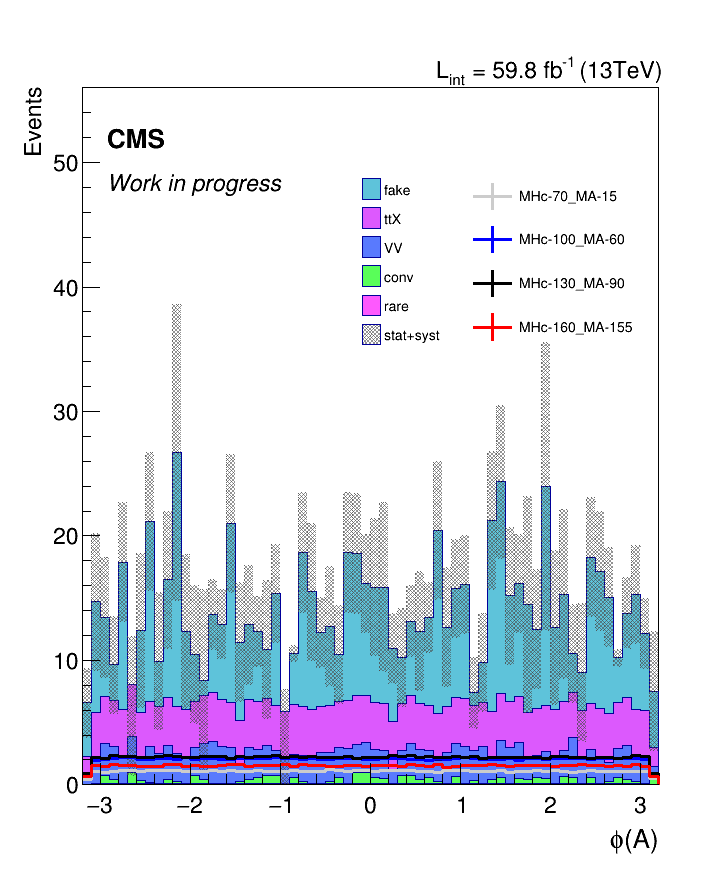 L_int = 59.8 fb^-1 (13TeV)
Events
CMS
Work in progress
fake
ttX
VV
conv
rare
stat+syst
MHc-70_MA-15
MHc-100_MA-60
MHc-130_MA-90
MHc-160_MA-155
50
40
30
20
10
0
−3 −2 −1 0 1 2 3
ϕ(A)